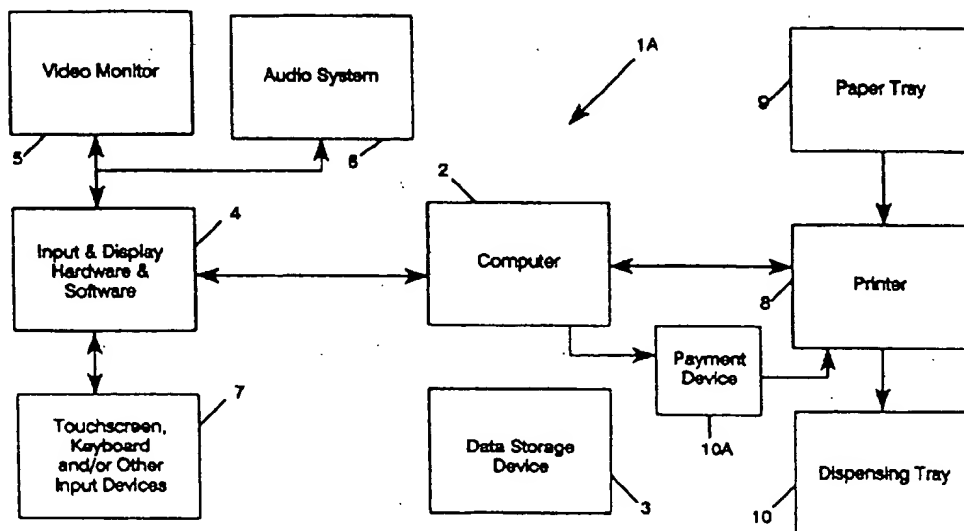 Video Monitor
5
Audio System
6
1A
9
Paper Tray
4
Input & Display
Hardware &
Software
2
Computer
8
Printer
7
Touchscreen,
Keyboard
and/or Other
Input Devices
Data Storage
Device
3
Payment
Device
10A
Dispensing Tray
10